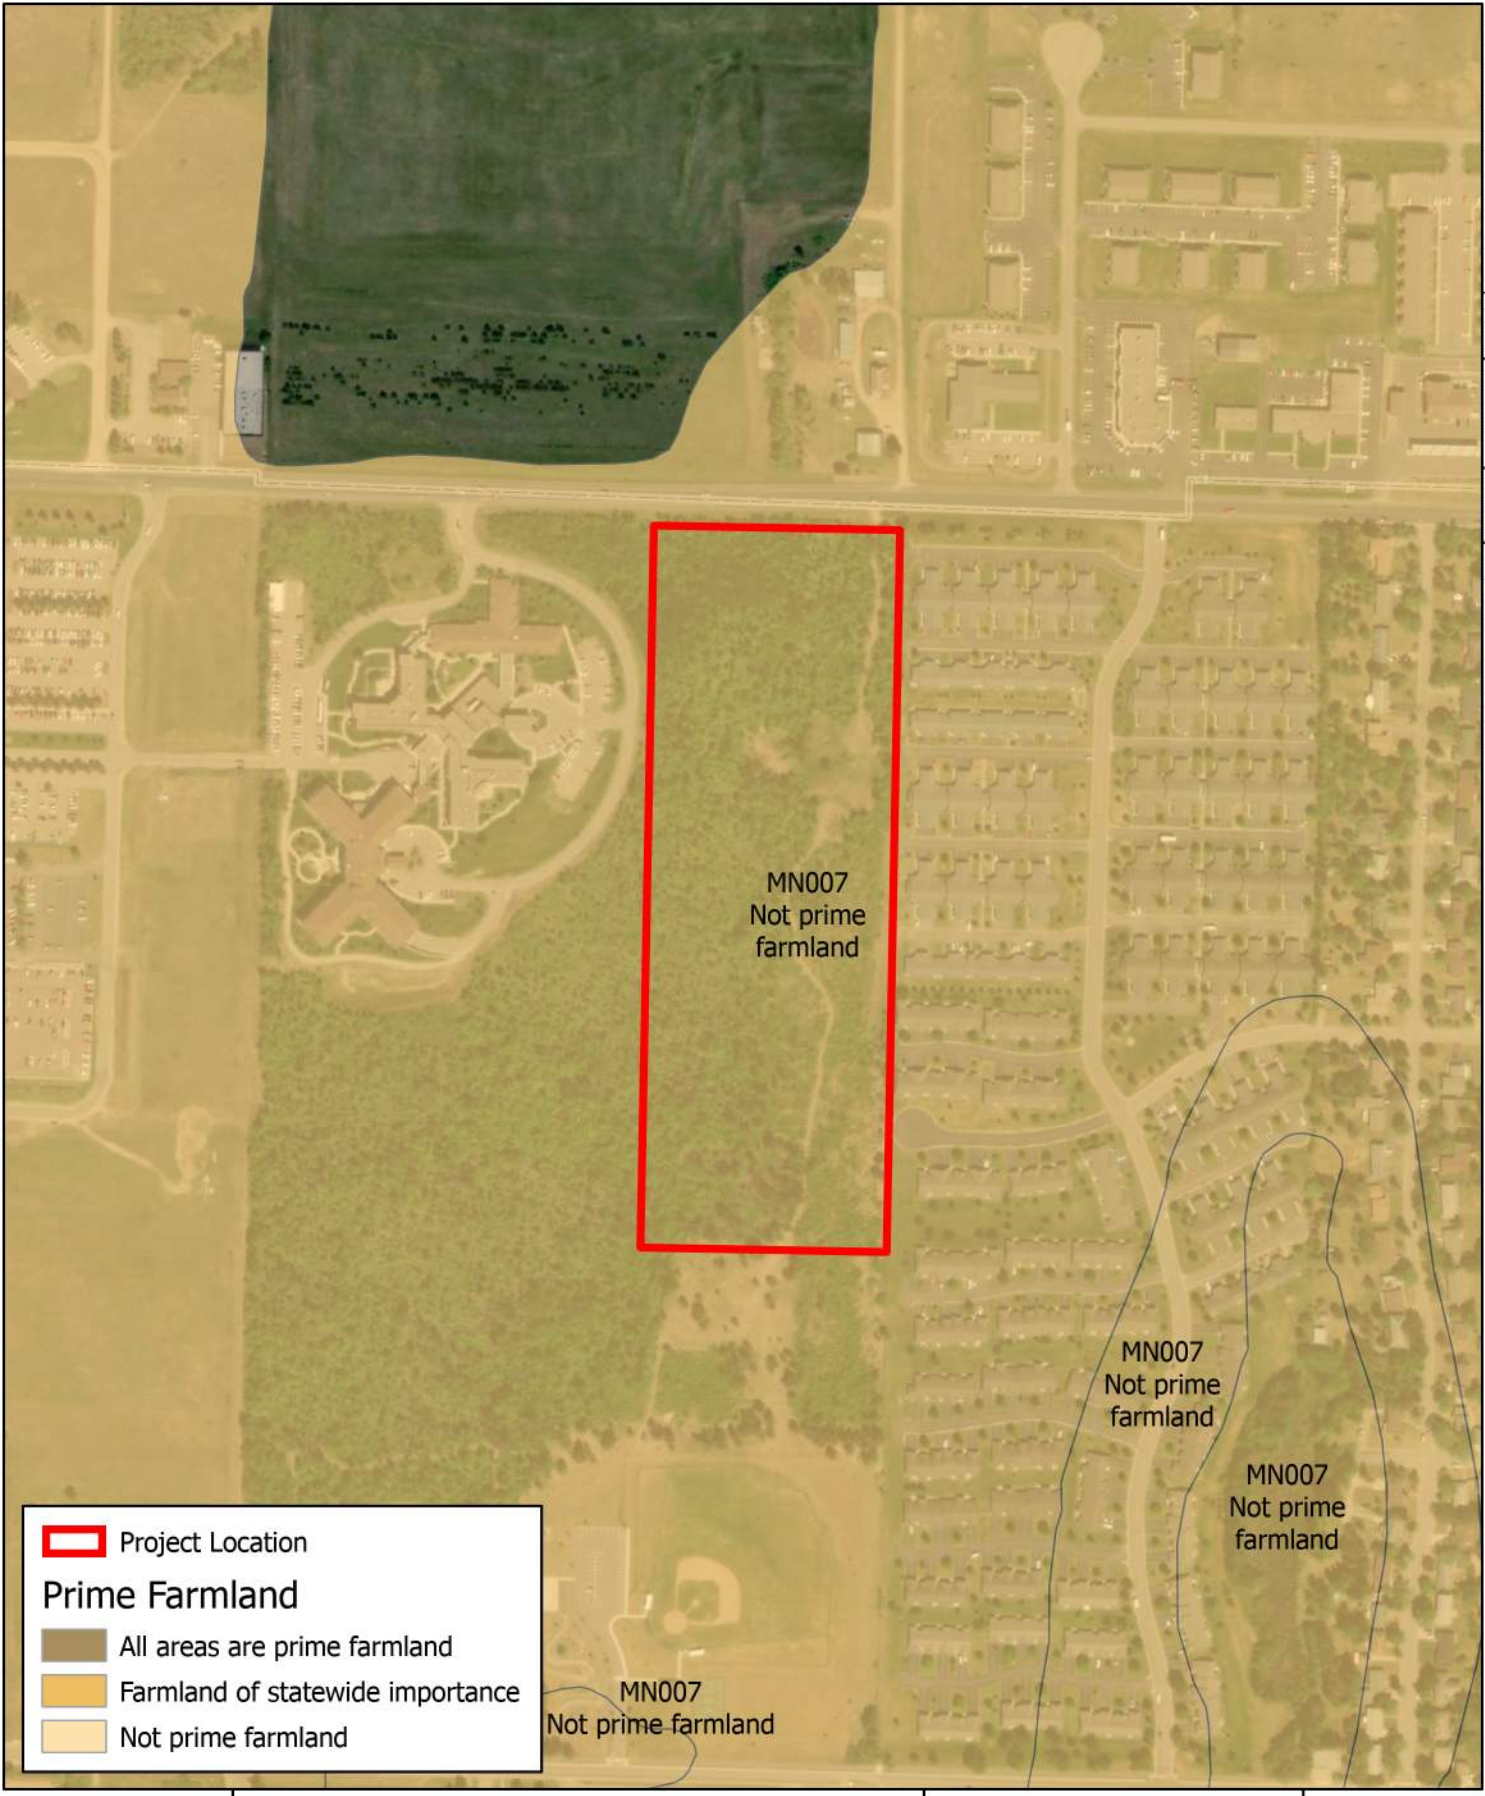 MN007
Not prime
farmland
MN007
Not prime
farmland
MN007
Not prime
farmland
MN007
Not prime farmland
Project Location
Prime Farmland
All areas are prime farmland
Farmland of statewide importance
Not prime farmland